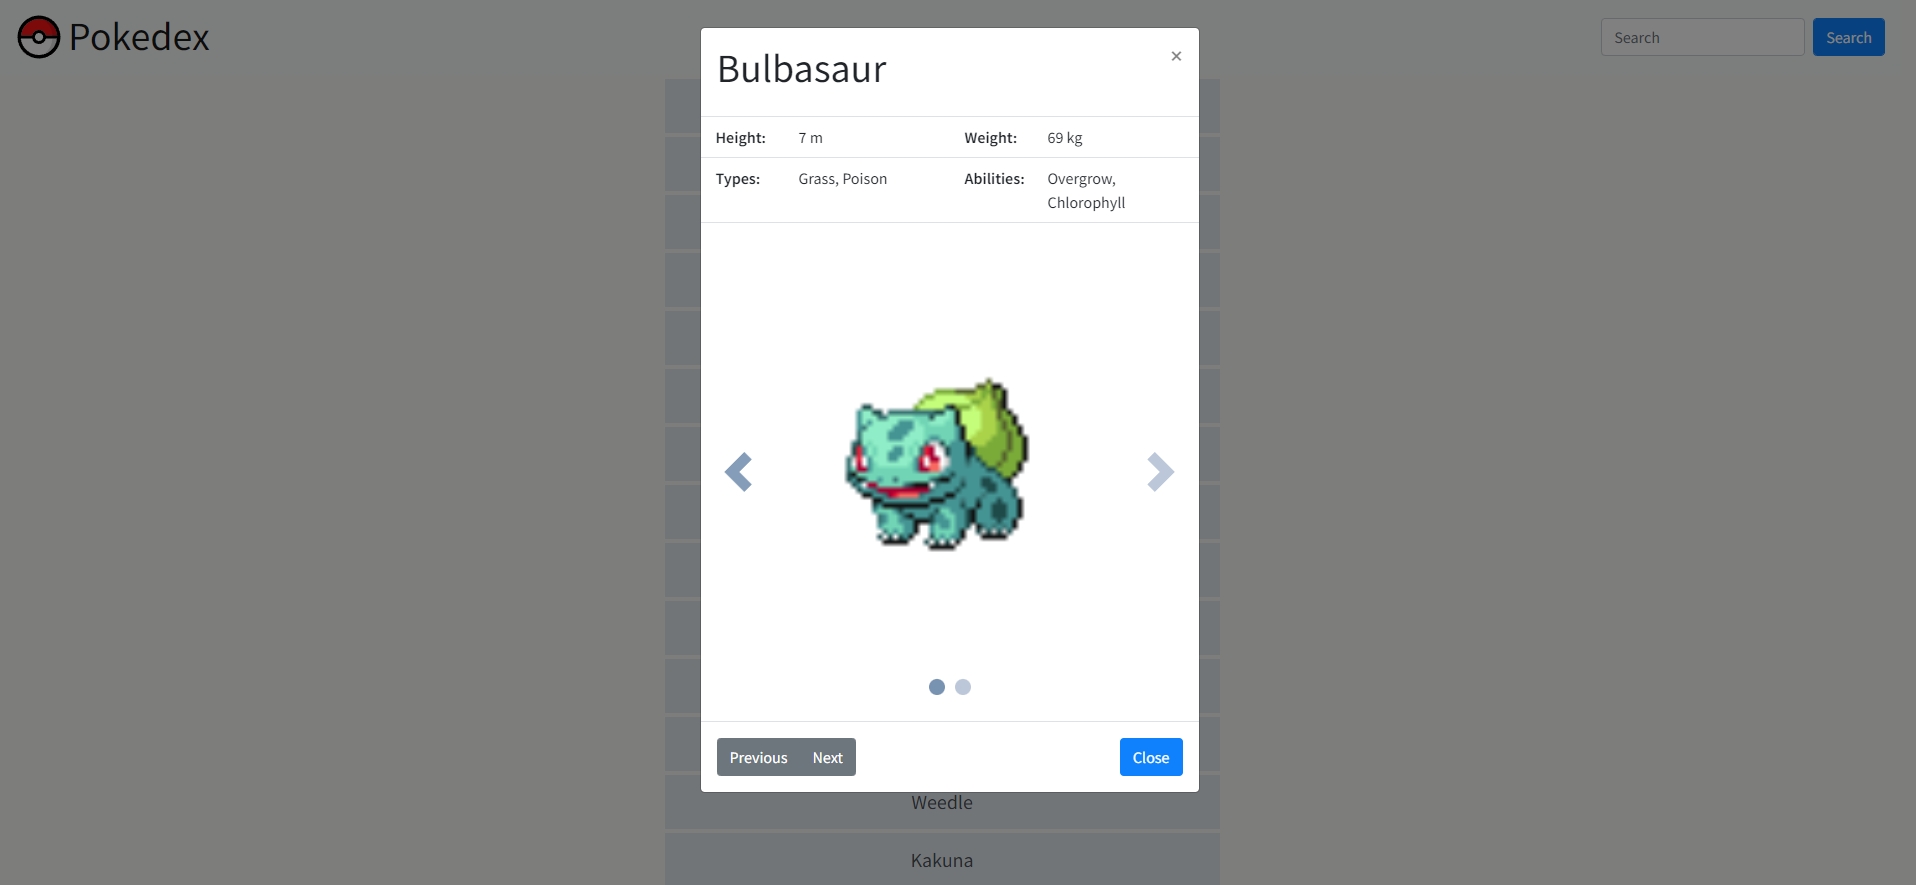 Pokedex
Search
Search
Bulbasaur
×
Height: 7 m Weight: 69 kg
Types: Grass, Poison Abilities: Overgrow,
Chlorophyll
Previous Next
Close
Weedle
Kakuna